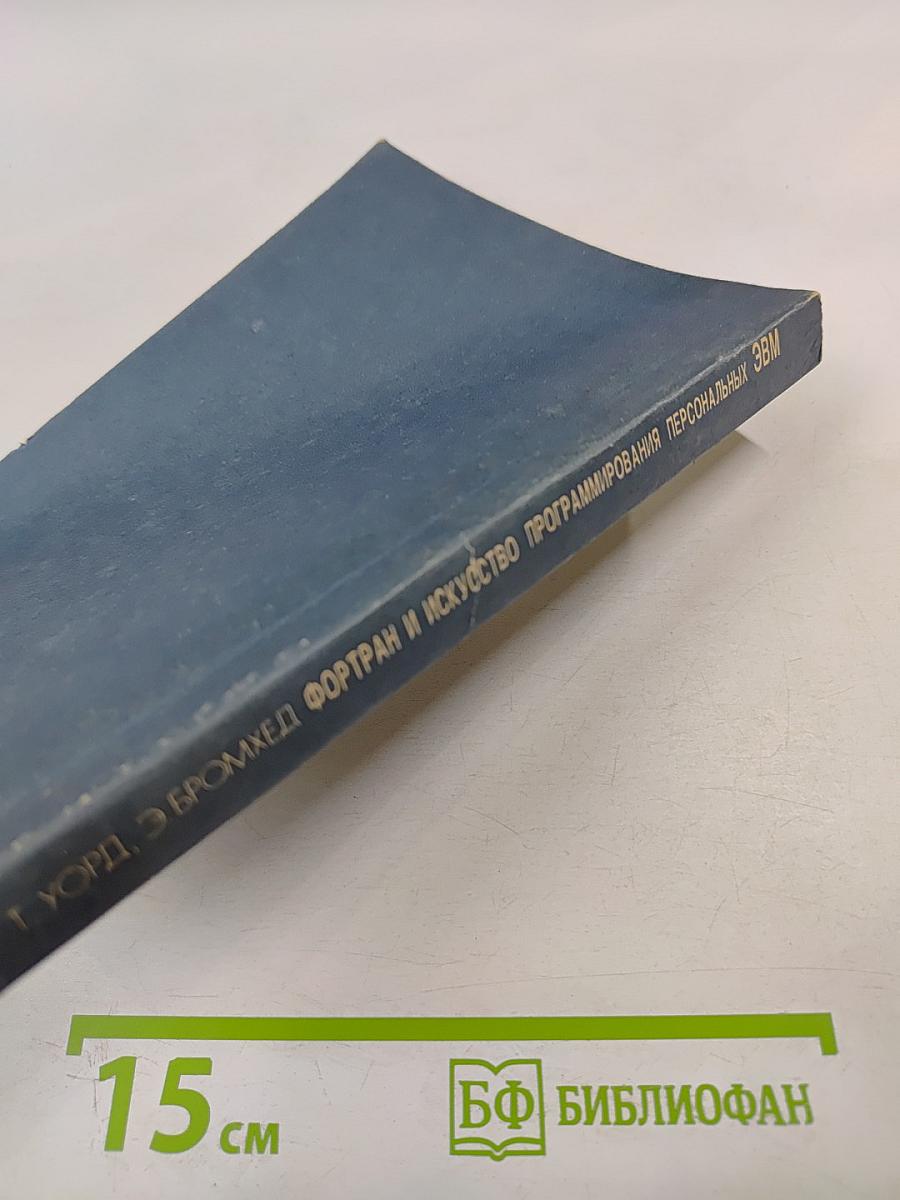 Т. УОРД, Э. БРОМХЕД ФОРТРАН И ИСКУССТВО ПРОГРАММИРОВАНИЯ ПЕРСОНАЛЬНЫХ ЭВМ
15 см
БФ БИБЛИОФАН